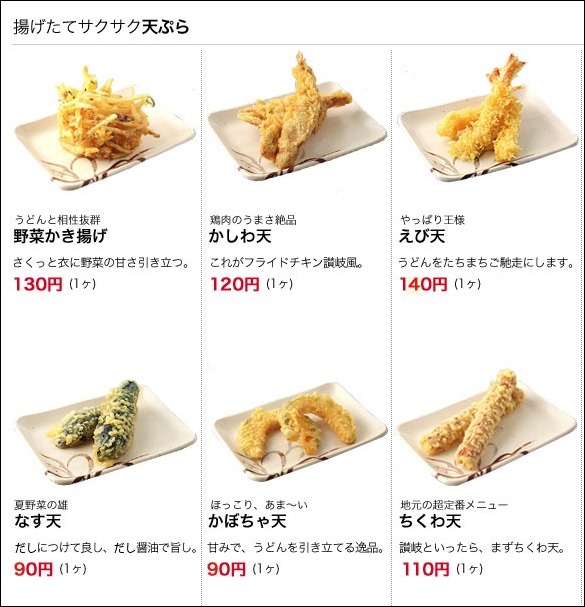 揚げたてサクサク天ぷら
うどんと相性抜群
野菜かき揚げ
さくっと衣に野菜の甘さ引き立つ。
130円 (1ヶ)
鶏肉のうまさ絶品
かしわ天
これがフライドチキン讃岐風。
120円 (1ヶ)
やっぱり王様
えび天
うどんをたちまちご馳走にします。
140円 (1ヶ)
夏野菜の雄
なす天
だしにつけて良し、だし醤油で旨し。
90円 (1ヶ)
ほっこり、あま〜い
かぼちゃ天
甘みで、うどんを引き立てる逸品。
90円 (1ヶ)
地元の超定番メニュー
ちくわ天
讃岐といったら、まずちくわ天。
110円 (1ヶ)